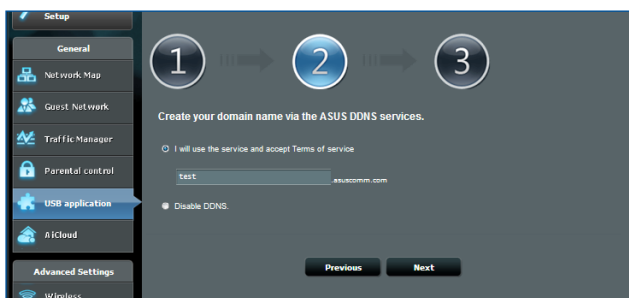 Setup
General
Network Map
Guest Network
Traffic Manager
Parental control
USB application
AiCloud
Advanced Settings
Wireless
1
2
3
Create your domain name via the ASUS DDNS services.
I will use the service and accept Terms of service
test .asuscomm.com
Disable DDNS.
Previous Next